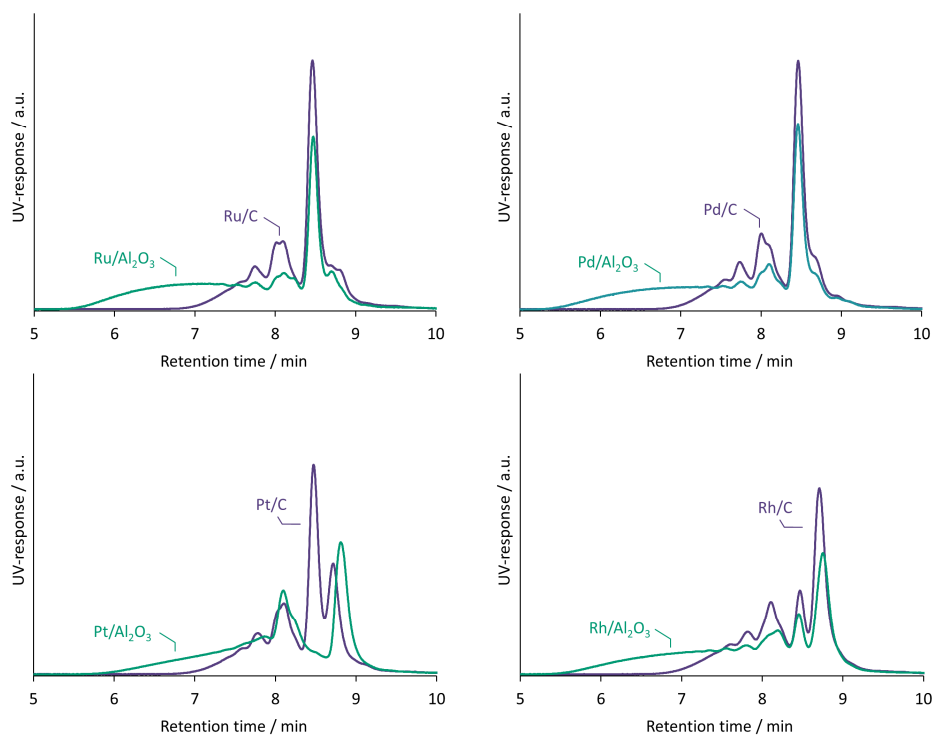 UV-response / a.u.
Ru/C
Ru/Al₂O₃
5 6 7 8 9 10
Retention time / min
UV-response / a.u.
Pd/C
Pd/Al₂O₃
5 6 7 8 9 10
Retention time / min
UV-response / a.u.
Pt/C
Pt/Al₂O₃
5 6 7 8 9 10
Retention time / min
UV-response / a.u.
Rh/C
Rh/Al₂O₃
5 6 7 8 9 10
Retention time / min